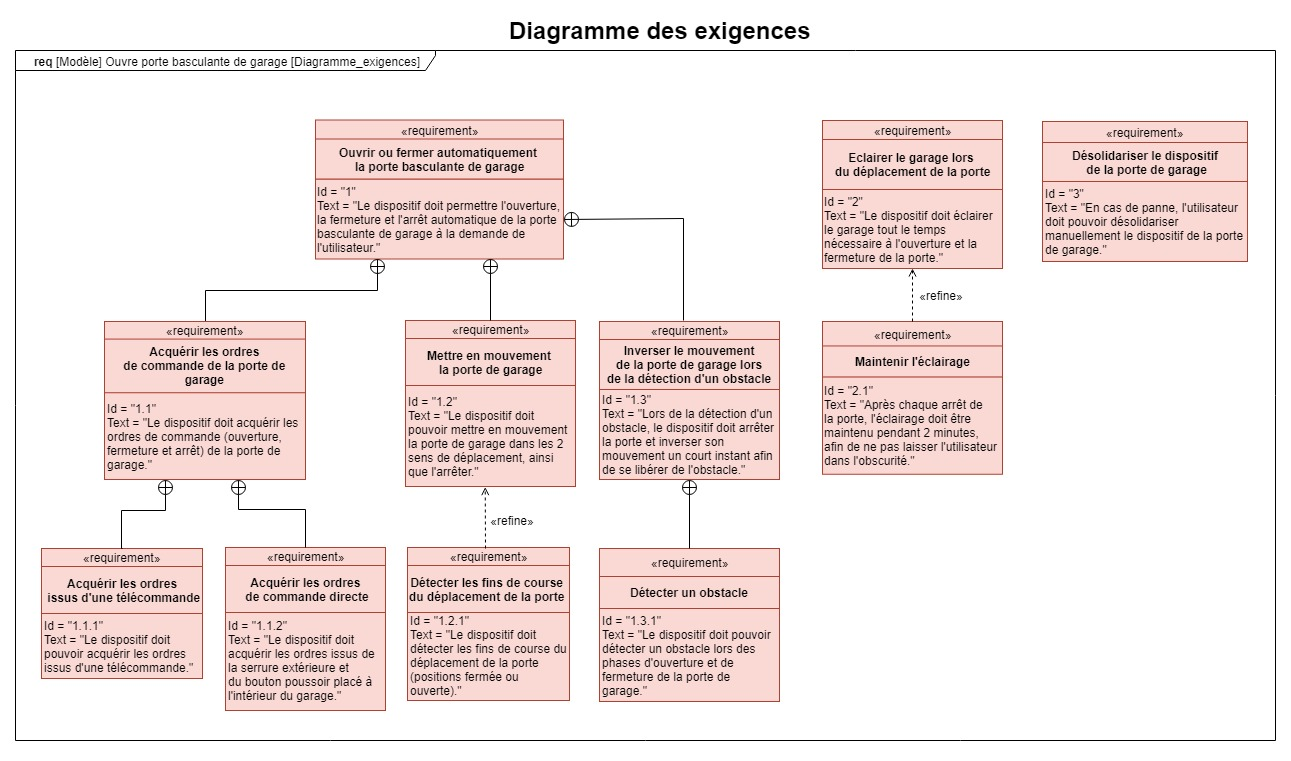 Diagramme des exigences
req [Modèle] Ouvre porte basculante de garage [Diagramme_exigences]
«requirement»
Ouvrir ou fermer automatiquement
la porte basculante de garage
Id = "1"
Text = "Le dispositif doit permettre l'ouverture,
la fermeture et l'arrêt automatique de la porte
basculante de garage à la demande de
l'utilisateur."
«requirement»
Eclairer le garage lors
du déplacement de la porte
Id = "2"
Text = "Le dispositif doit éclairer
le garage tout le temps
nécessaire à l'ouverture et la
fermeture de la porte."
«requirement»
Désolidariser le dispositif
de la porte de garage
Id = "3"
Text = "En cas de panne, l'utilisateur
doit pouvoir désolidariser
manuellement le dispositif de la porte
de garage."
«refine»
«requirement»
Acquérir les ordres
de commande de la porte de
garage
Id = "1.1"
Text = "Le dispositif doit acquérir les
ordres de commande (ouverture,
fermeture et arrêt) de la porte de
garage."
«requirement»
Mettre en mouvement
la porte de garage
Id = "1.2"
Text = "Le dispositif doit
pouvoir mettre en mouvement
la porte de garage dans les 2
sens de déplacement, ainsi
que l'arrêter."
«requirement»
Inverser le mouvement
de la porte de garage lors
de la détection d'un obstacle
Id = "1.3"
Text = "Lors de la détection d'un
obstacle, le dispositif doit arrêter
la porte et inverser son
mouvement un court instant afin
de se libérer de l'obstacle."
«requirement»
Maintenir l'éclairage
Id = "2.1"
Text = "Après chaque arrêt de
la porte, l'éclairage doit être
maintenu pendant 2 minutes,
afin de ne pas laisser l'utilisateur
dans l'obscurité."
«refine»
«requirement»
Acquérir les ordres
issus d'une télécommande
Id = "1.1.1"
Text = "Le dispositif doit
pouvoir acquérir les ordres
issus d'une télécommande."
«requirement»
Acquérir les ordres
de commande directe
Id = "1.1.2"
Text = "Le dispositif doit
acquérir les ordres issus de
la serrure extérieure et
du bouton poussoir placé à
l'intérieur du garage."
«requirement»
Détecter les fins de course
du déplacement de la porte
Id = "1.2.1"
Text = "Le dispositif doit
détecter les fins de course du
déplacement de la porte
(positions fermée ou
ouverte)."
«requirement»
Détecter un obstacle
Id = "1.3.1"
Text = "Le dispositif doit pouvoir
détecter un obstacle lors des
phases d'ouverture et de
fermeture de la porte de
garage."